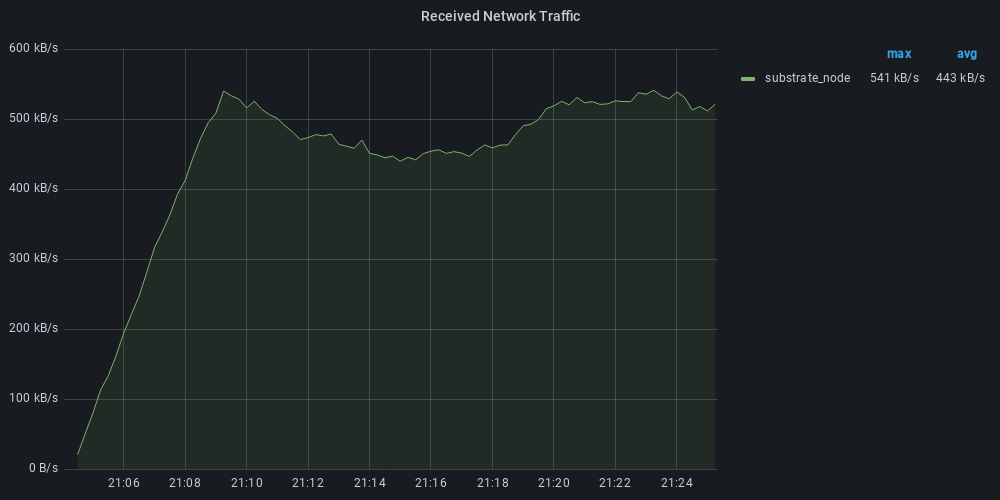 Received Network Traffic
max avg
substrate_node 541 kB/s 443 kB/s
600 kB/s
500 kB/s
400 kB/s
300 kB/s
200 kB/s
100 kB/s
0 B/s
21:06 21:08 21:10 21:12 21:14 21:16 21:18 21:20 21:22 21:24